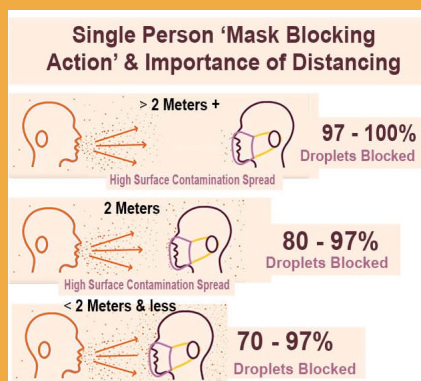 Single Person ‘Mask Blocking
Action’ & Importance of Distancing
> 2 Meters +
97 - 100%
Droplets Blocked
High Surface Contamination Spread
2 Meters
80 - 97%
Droplets Blocked
High Surface Contamination Spread
< 2 Meters & less
70 - 97%
Droplets Blocked